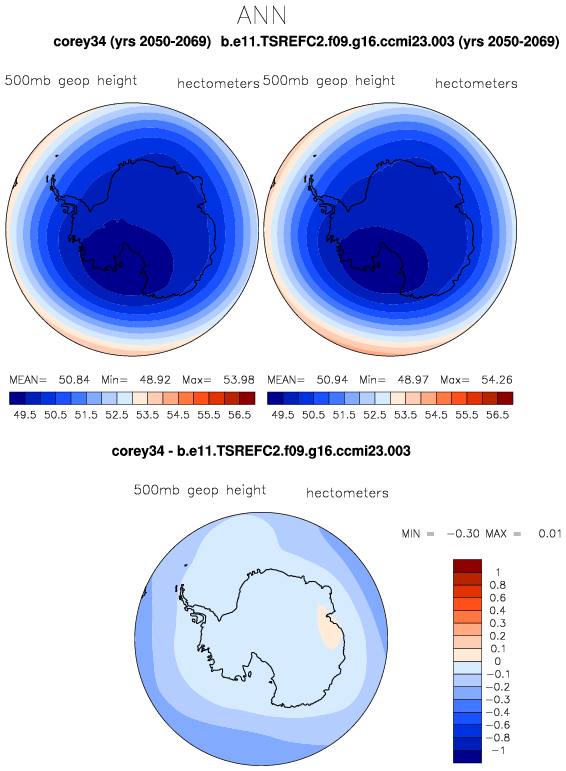 ANN
corey34 (yrs 2050-2069) b.e11.TSREFC2.f09.g16.ccmi23.003 (yrs 2050-2069)
500mb geop height hectometers 500mb geop height hectometers
MEAN= 50.84 Min= 48.92 Max= 53.98 MEAN= 50.94 Min= 48.97 Max= 54.26
49.5 50.5 51.5 52.5 53.5 54.5 55.5 56.5 49.5 50.5 51.5 52.5 53.5 54.5 55.5 56.5
corey34 - b.e11.TSREFC2.f09.g16.ccmi23.003
500mb geop height hectometers
MIN = -0.30 MAX = 0.01
1
0.8
0.6
0.4
0.3
0.2
0.1
0
-0.1
-0.2
-0.3
-0.4
-0.6
-0.8
-1